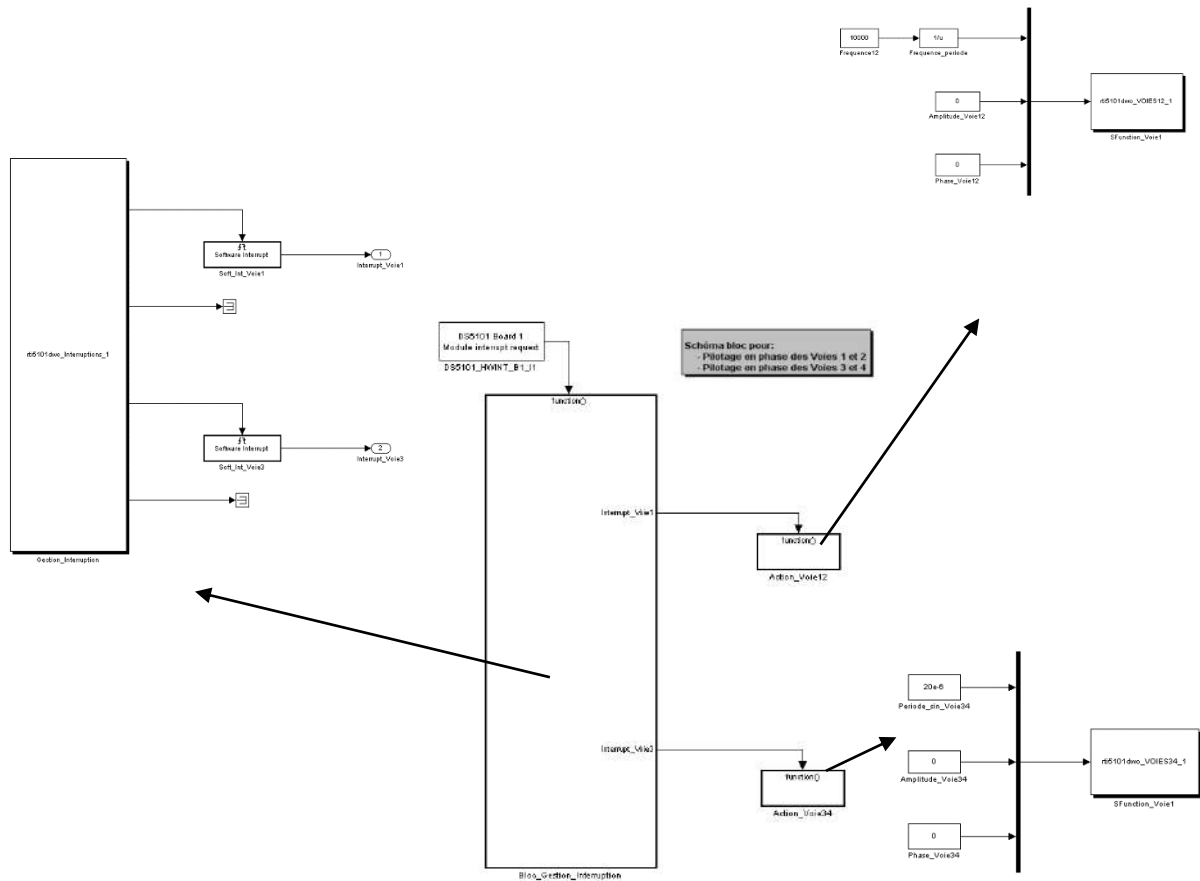 10000
1/u
Frequence12
Frequence_periode
0
Amplitude_Voie12
rti5101dwo_VOIES12_1
SFunction_Voie1
0
Phase_Voie12
Software Interrupt
Soft_Int_Voie1
1
Interrupt_Voie1
rti5101dwo_Interruptions_1
Software Interrupt
Soft_Int_Voie3
2
Interrupt_Voie3
Gestion_Interruption
DS5101 Board 1
Module interrupt request
DS5101_HWINT_B1_I1
Schéma bloc pour:
- Pilotage en phase des Voies 1 et 2
- Pilotage en phase des Voies 3 et 4
function()
Interrupt_Voie1
function()
Action_Voie12
Interrupt_Voie3
function()
Action_Voie34
Bloc_Gestion_Interruption
20e-6
Periode_sin_Voie34
0
Amplitude_Voie34
rti5101dwo_VOIES34_1
SFunction_Voie1
0
Phase_Voie34